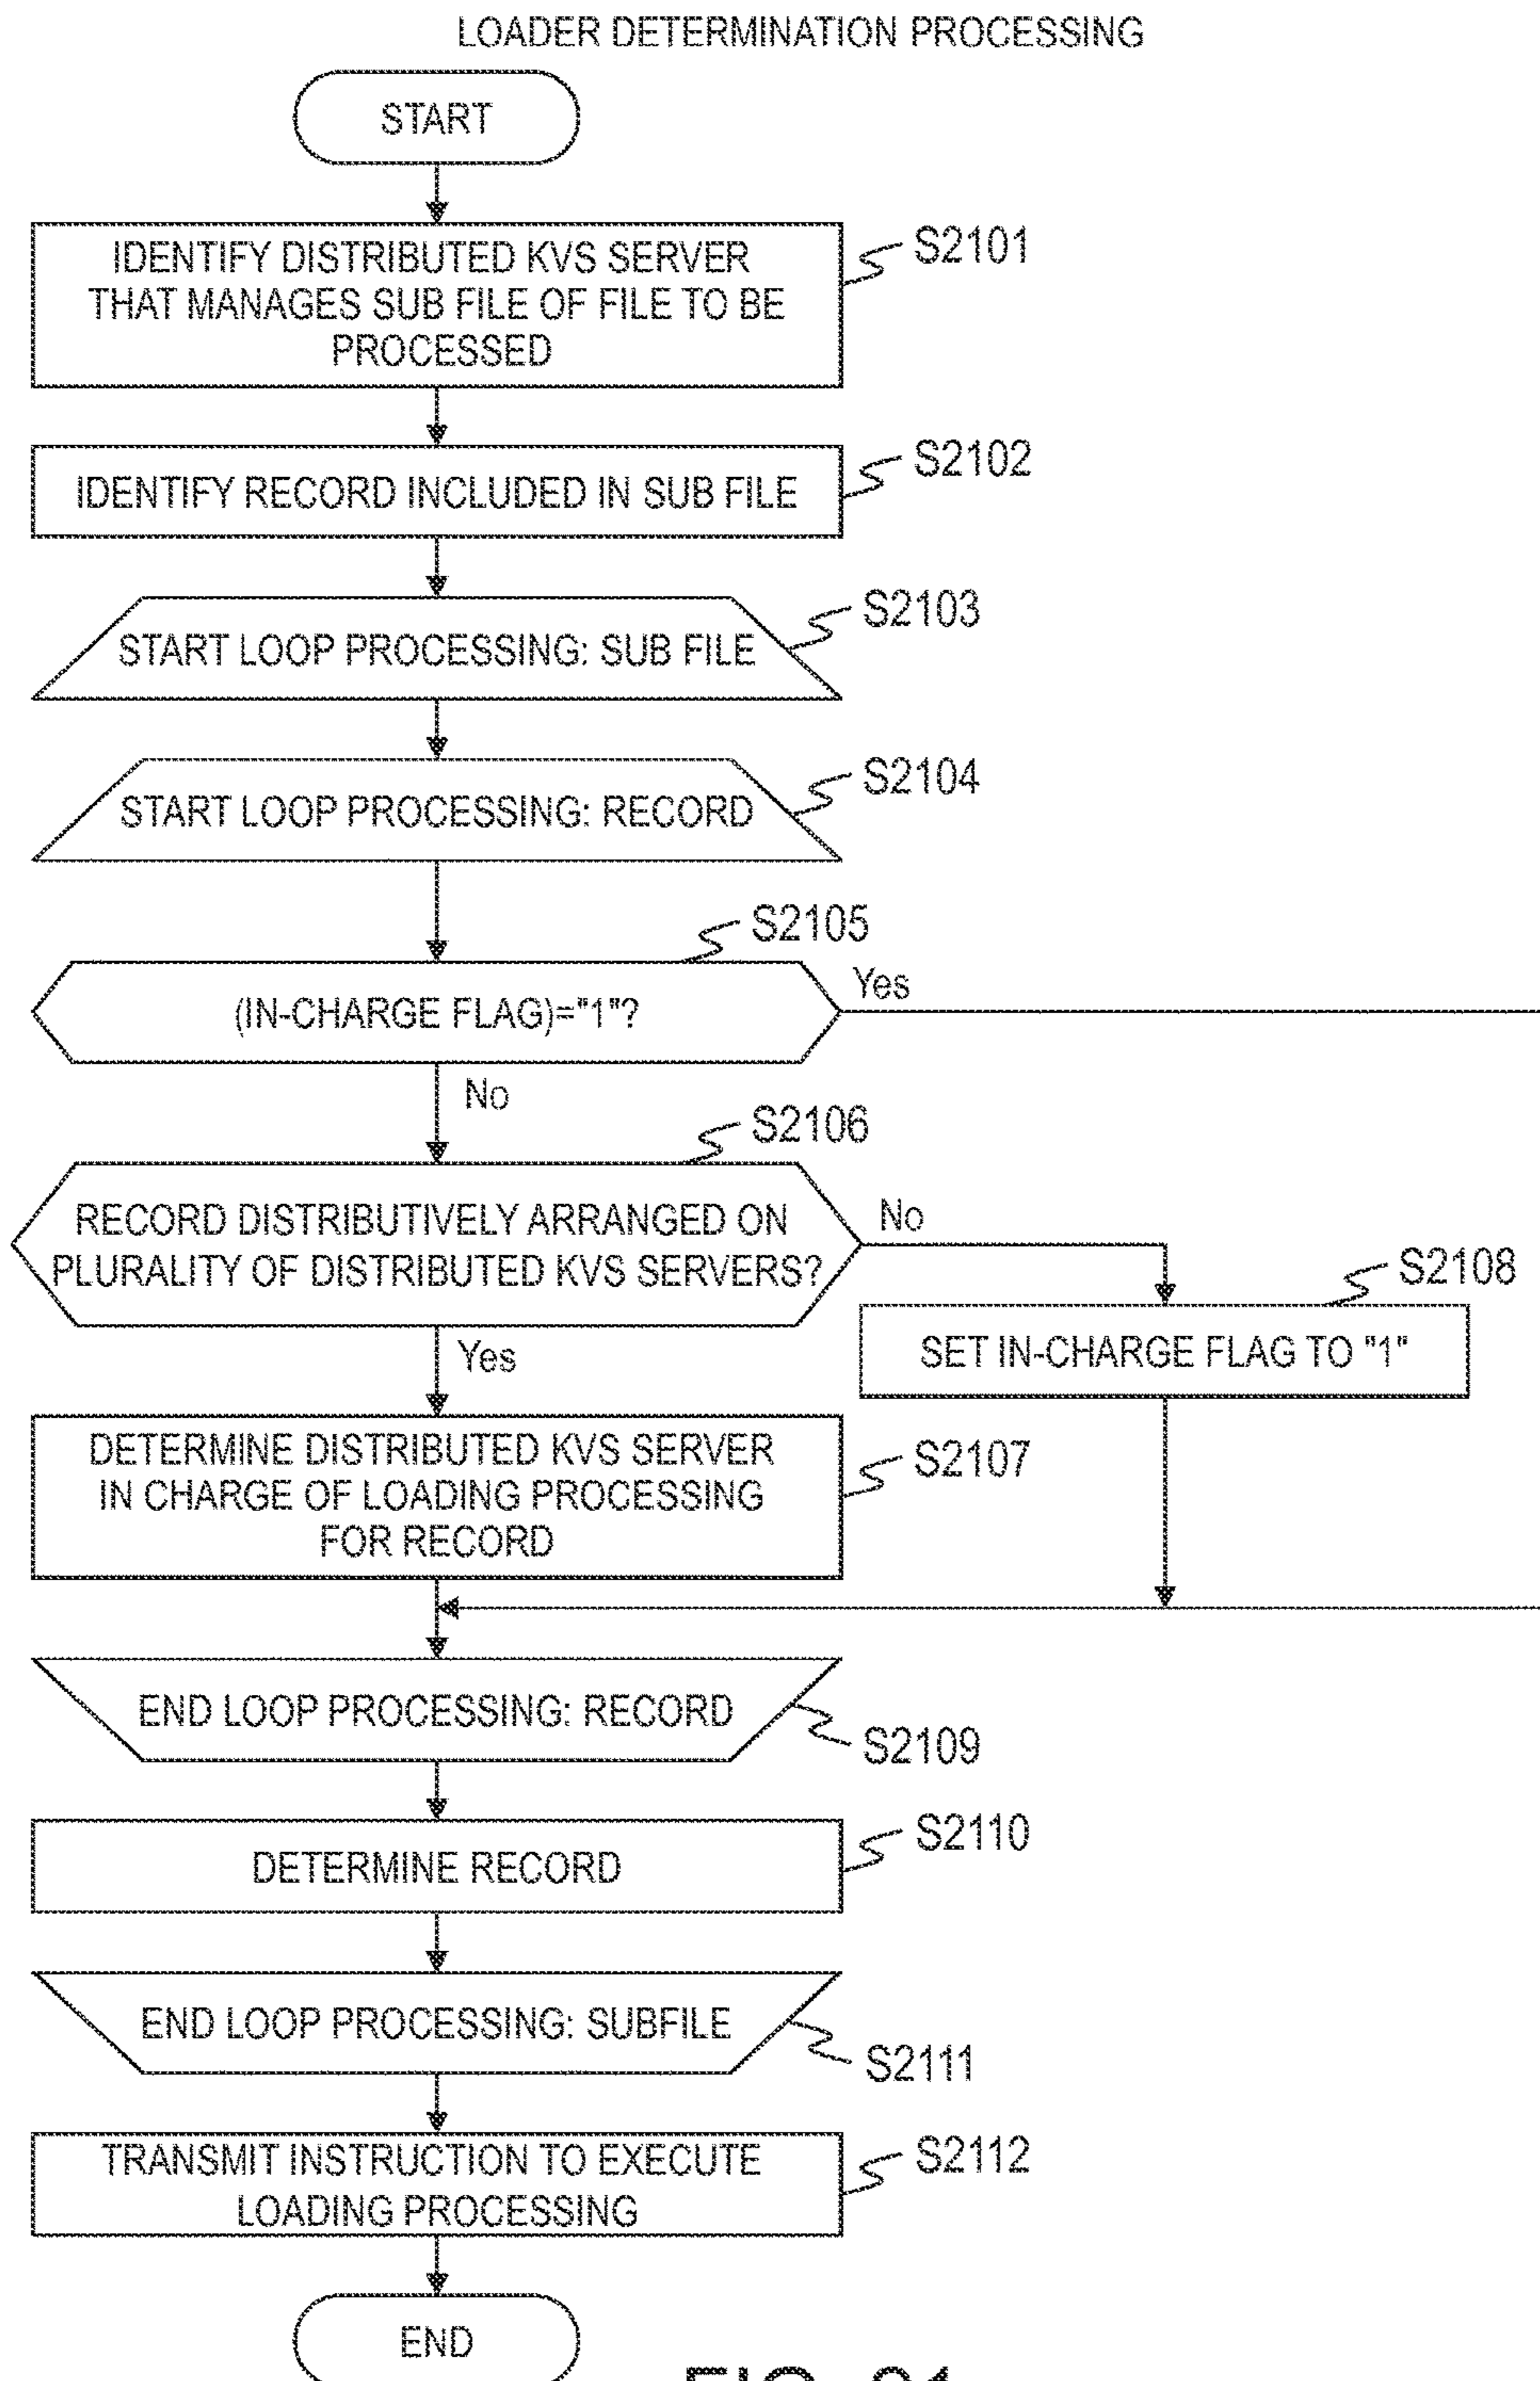 LOADER DETERMINATION PROCESSING
START
IDENTIFY DISTRIBUTED KVS SERVER
THAT MANAGES SUB FILE OF FILE TO BE
PROCESSED
S2101
IDENTIFY RECORD INCLUDED IN SUB FILE
S2102
START LOOP PROCESSING: SUB FILE
S2103
START LOOP PROCESSING: RECORD
S2104
S2105
(IN-CHARGE FLAG)="1"?
Yes
No
S2106
RECORD DISTRIBUTIVELY ARRANGED ON
PLURALITY OF DISTRIBUTED KVS SERVERS?
No
S2108
SET IN-CHARGE FLAG TO "1"
Yes
DETERMINE DISTRIBUTED KVS SERVER
IN CHARGE OF LOADING PROCESSING
FOR RECORD
S2107
END LOOP PROCESSING: RECORD
S2109
DETERMINE RECORD
S2110
END LOOP PROCESSING: SUBFILE
S2111
TRANSMIT INSTRUCTION TO EXECUTE
LOADING PROCESSING
S2112
END